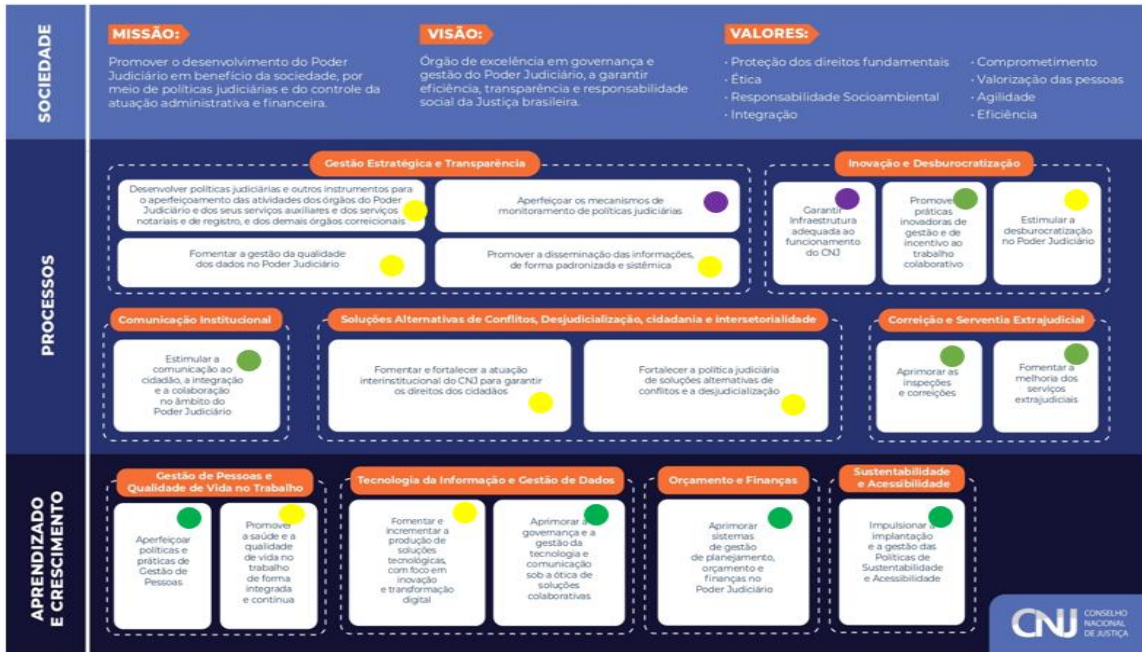 SOCIEDADE
MISSÃO:
Promover o desenvolvimento do Poder
Judiciário em benefício da sociedade, por
meio de políticas judiciárias e do controle da
atuação administrativa e financeira.
VISÃO:
Órgão de excelência em governança e
gestão do Poder Judiciário, a garantir
eficiência, transparência e responsabilidade
social da Justiça brasileira.
VALORES:
• Proteção dos direitos fundamentais
• Ética
• Responsabilidade Socioambiental
• Integração
• Comprometimento
• Valorização das pessoas
• Agilidade
• Eficiência
PROCESSOS
Gestão Estratégica e Transparência
Desenvolver políticas judiciárias e outros instrumentos para
o aperfeiçoamento das atividades dos órgãos do Poder
Judiciário e dos seus serviços auxiliares e dos serviços
notariais e de registro, e dos demais órgãos correicionais
Aperfeiçoar os mecanismos de
monitoramento de políticas judiciárias
Fomentar a gestão da qualidade
dos dados no Poder Judiciário
Promover a disseminação das informações,
de forma padronizada e sistêmica
Inovação e Desburocratização
Garantir
Infraestrutura
adequada ao
funcionamento
do CNJ
Promover
práticas
inovadoras de
gestão e de
incentivo ao
trabalho
colaborativo
Estimular a
desburocratização
no Poder Judiciário
Comunicação Institucional
Estimular a
comunicação ao
cidadão, a integração
e a colaboração
no âmbito do
Poder Judiciário
Soluções Alternativas de Conflitos, Desjudicialização, cidadania e intersetorialidade
Fomentar e fortalecer a atuação
interinstitucional do CNJ para garantir
os direitos dos cidadãos
Fortalecer a política judiciária
de soluções alternativas de
conflitos e a desjudicialização
Correição e Serventia Extrajudicial
Aprimorar as
inspeções
e correições
Fomentar a
melhoria dos
serviços
extrajudiciais
APRENDIZADO
E CRESCIMENTO
Gestão de Pessoas e
Qualidade de Vida no Trabalho
Aperfeiçoar
políticas e
práticas de
Gestão de
Pessoas
Promover
a saúde e a
qualidade
de vida no
trabalho
de forma
integrada
e contínua
Tecnologia da Informação e Gestão de Dados
Fomentar e
incrementar a
produção de
soluções
tecnológicas,
com foco em
inovação
e transformação
digital
Aprimorar a
governança e a
gestão da
tecnologia e
comunicação
sob a ótica de
soluções
colaborativas
Orçamento e Finanças
Aprimorar
sistemas
de gestão
de planejamento,
orçamento e
finanças no
Poder Judiciário
Sustentabilidade
e Acessibilidade
Impulsionar a
implantação
e a gestão das
Políticas de
Sustentabilidade
e Acessibilidade
CNJ
CONSELHO
NACIONAL
DE JUSTIÇA